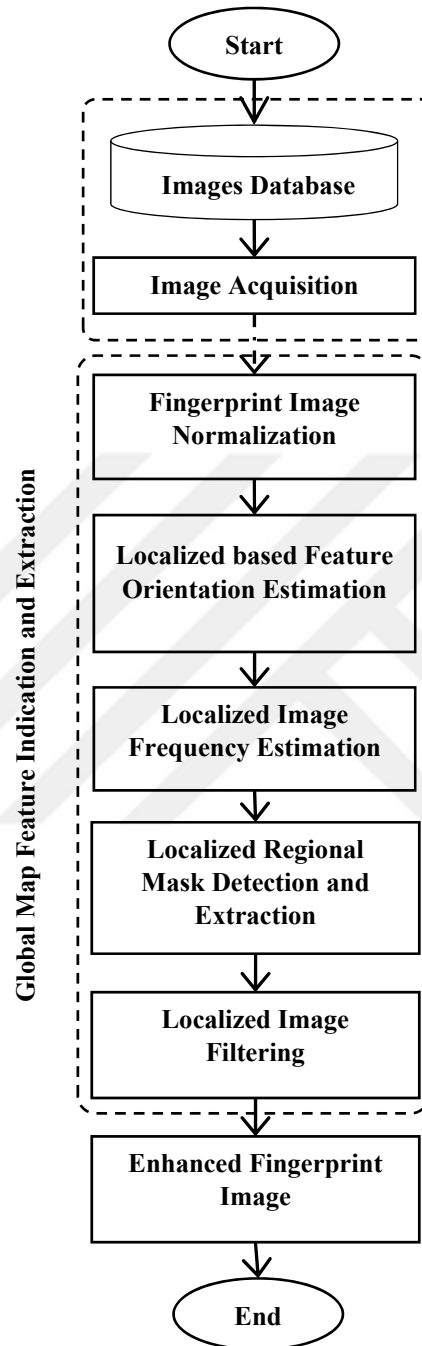 Start
Images Database
Image Acquisition
Fingerprint Image
Normalization
Localized based Feature
Orientation Estimation
Localized Image
Frequency Estimation
Localized Regional
Mask Detection and
Extraction
Localized Image
Filtering
Global Map Feature Indication and Extraction
Enhanced Fingerprint
Image
End